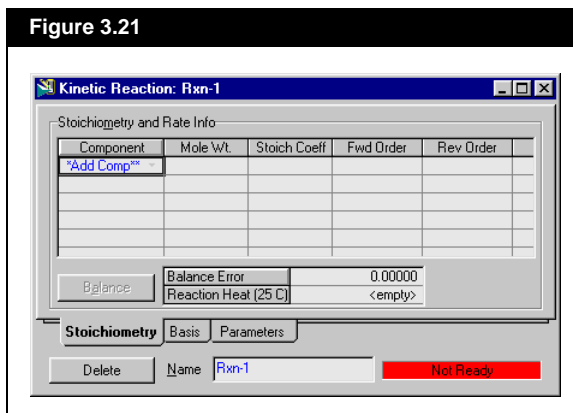 Figure 3.21
Kinetic Reaction: Rxn-1
Stoichiometry and Rate Info
Component Mole Wt. Stoich Coeff Fwd Order Rev Order
*Add Comp**
Balance Balance Error 0.00000
Reaction Heat (25 C) <empty>
Stoichiometry Basis Parameters
Delete Name Rxn-1 Not Ready